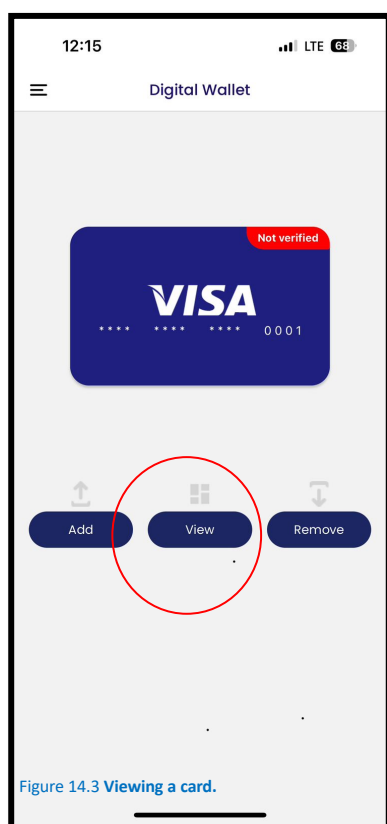 12:15 LTE 68
Digital Wallet
Not verified
VISA
**** **** **** 0001
Add View Remove
Figure 14.3 Viewing a card.